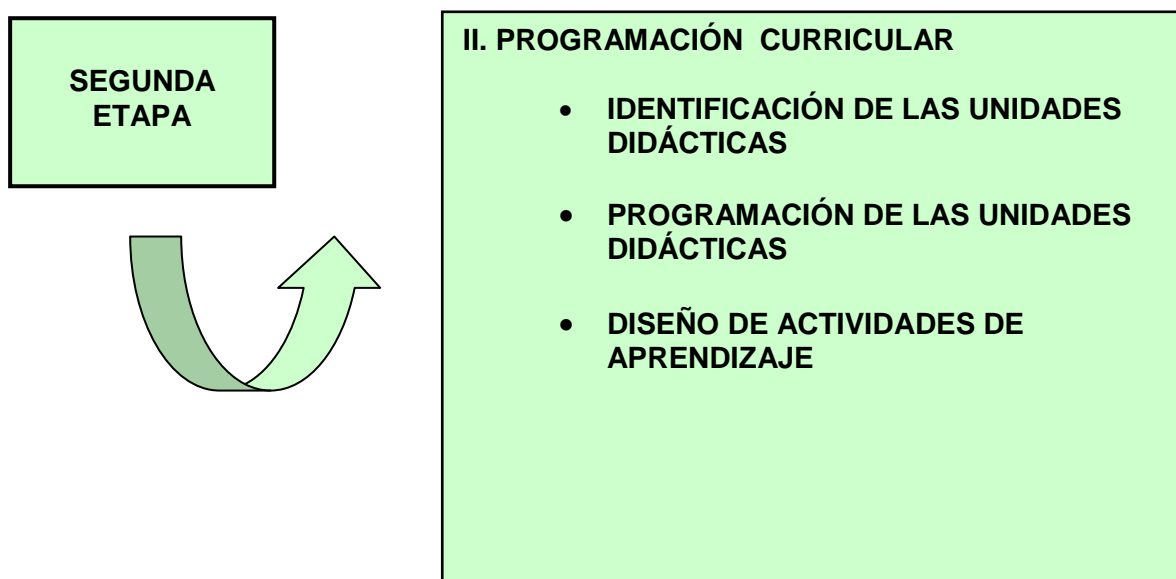 SEGUNDA
ETAPA
II. PROGRAMACIÓN CURRICULAR
• IDENTIFICACIÓN DE LAS UNIDADES
DIDÁCTICAS
• PROGRAMACIÓN DE LAS UNIDADES
DIDÁCTICAS
• DISEÑO DE ACTIVIDADES DE
APRENDIZAJE